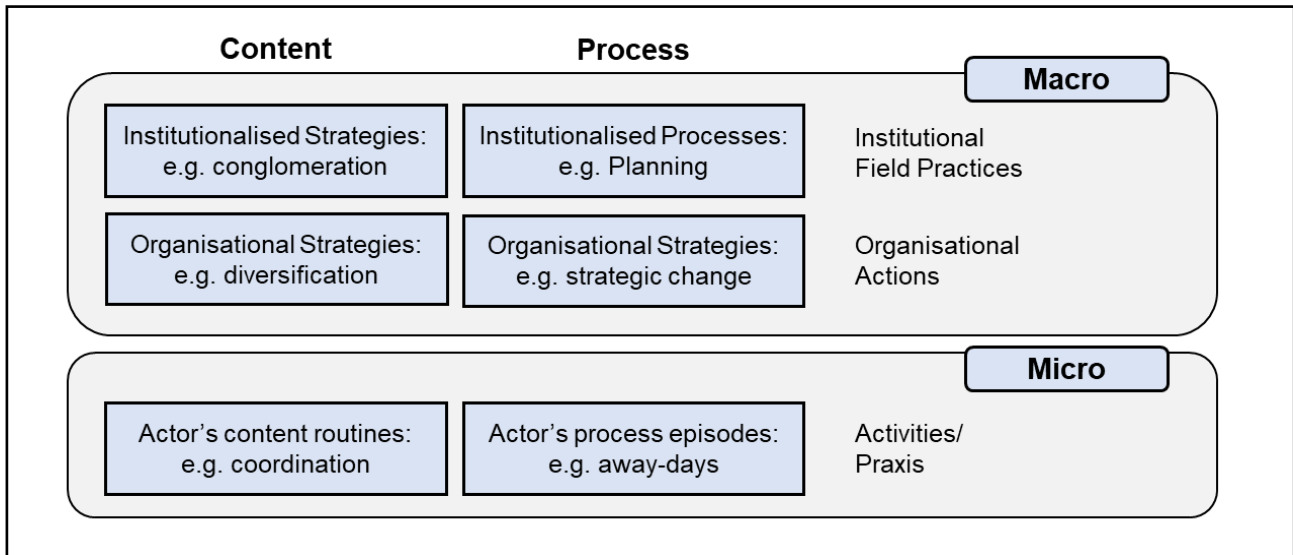 Content
Process
Macro
Institutionalised Strategies:
e.g. conglomeration
Institutionalised Processes:
e.g. Planning
Institutional
Field Practices
Organisational Strategies:
e.g. diversification
Organisational Strategies:
e.g. strategic change
Organisational
Actions
Micro
Actor's content routines:
e.g. coordination
Actor's process episodes:
e.g. away-days
Activities/
Praxis